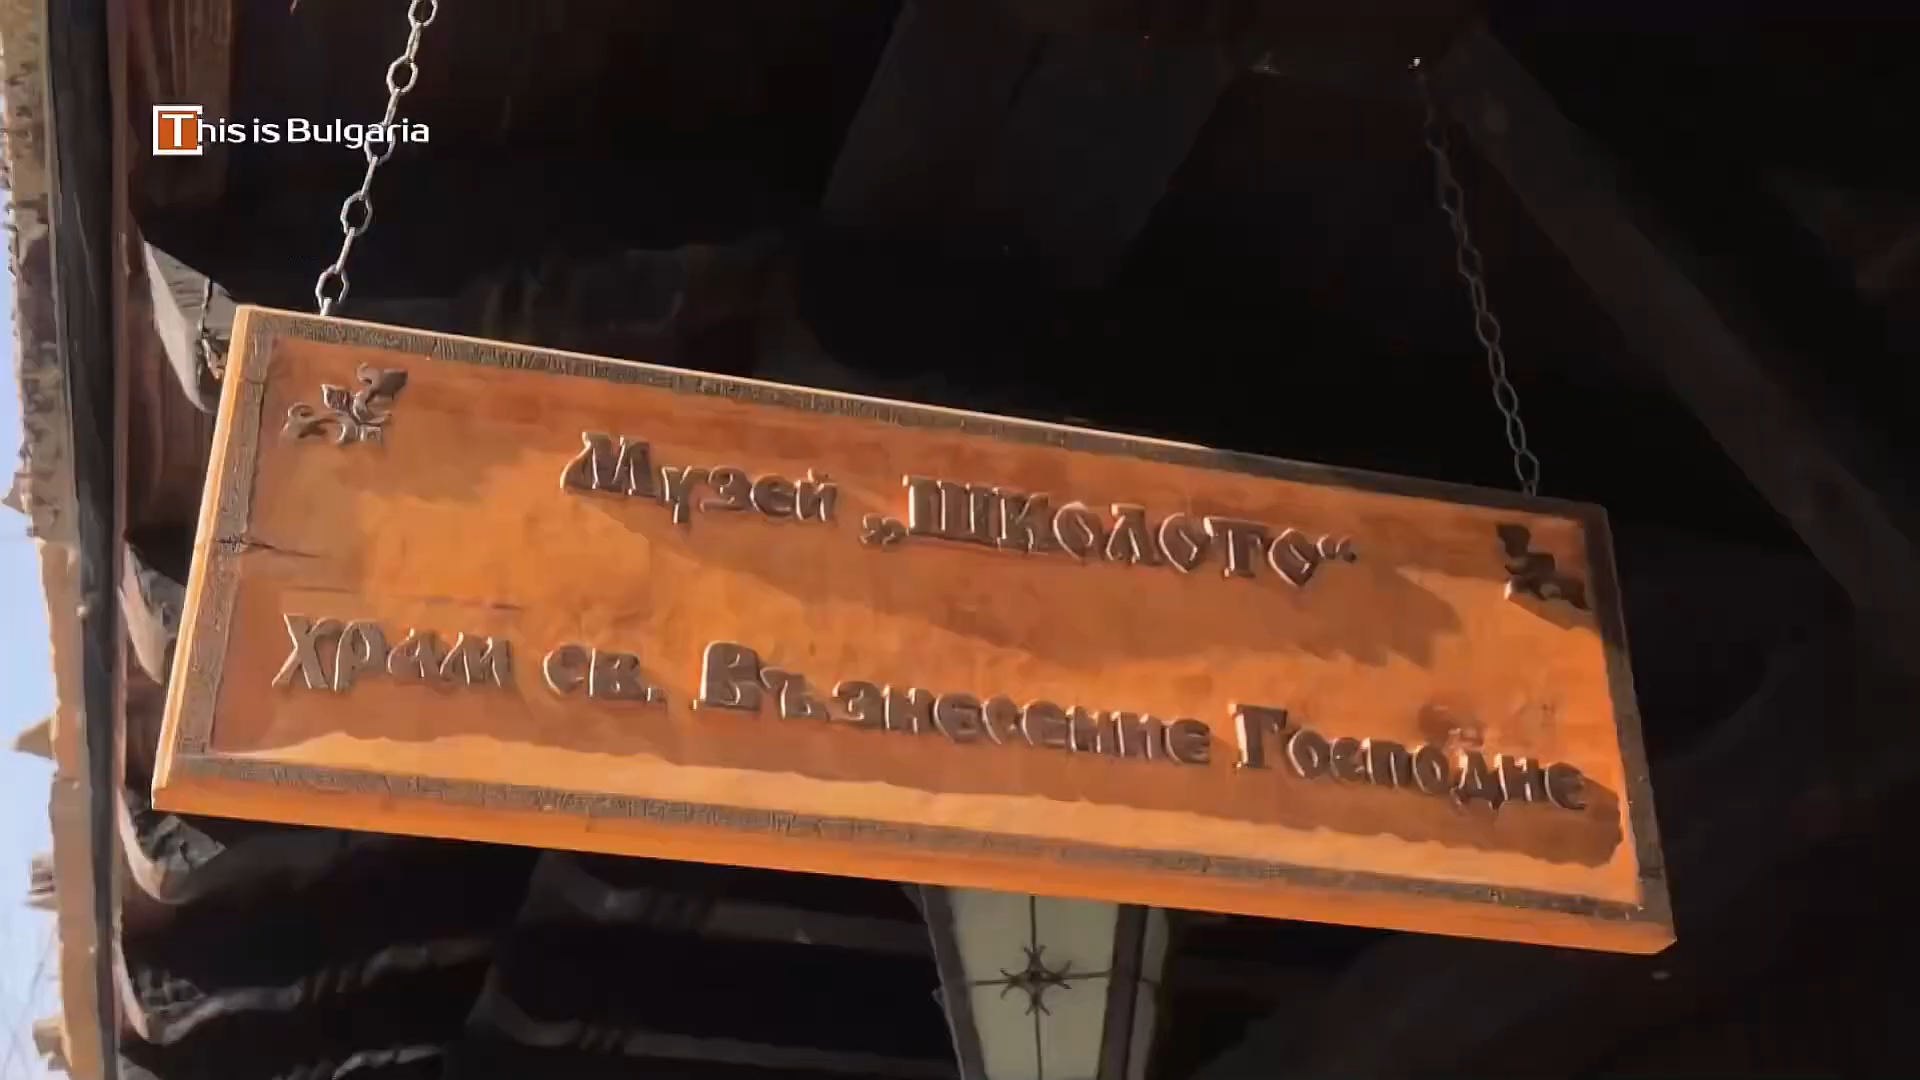 This is Bulgaria
Музей „ШКОЛОТО“
Храм св. Възнесение Господне